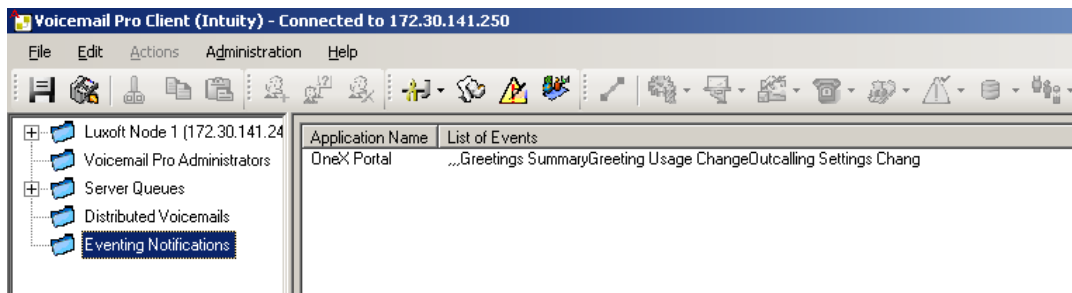 Voicemail Pro Client (Intuity) - Connected to 172.30.141.250
File Edit Actions Administration Help
Luxoft Node 1 (172.30.141.24
Voicemail Pro Administrators
Server Queues
Distributed Voicemails
Eventing Notifications
Application Name List of Events
OneX Portal ,,,Greetings SummaryGreeting Usage ChangeOutcalling Settings Chang